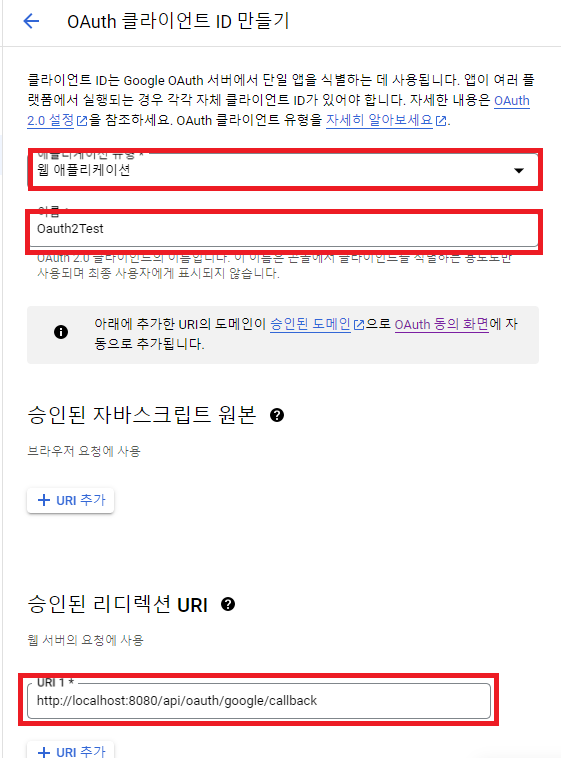 OAuth 클라이언트 ID 만들기
클라이언트 ID는 Google OAuth 서버에서 단일 앱을 식별하는 데 사용됩니다. 앱이 여러 플
랫폼에서 실행되는 경우 각각 자체 클라이언트 ID가 있어야 합니다. 자세한 내용은 OAuth
2.0 설정을 참조하세요. OAuth 클라이언트 유형을 자세히 알아보세요.
애플리케이션 유형 *
웹 애플리케이션
이름 *
Oauth2Test
OAuth 2.0 클라이언트의 이름입니다. 이 이름은 콘솔에서 클라이언트를 식별하는 용도로만
사용되며 최종 사용자에게 표시되지 않습니다.
아래에 추가한 URI의 도메인이 승인된 도메인으로 OAuth 동의 화면에 자
동으로 추가됩니다.
승인된 자바스크립트 원본
브라우저 요청에 사용
URI 추가
승인된 리디렉션 URI
웹 서버의 요청에 사용
URI 1 *
http://localhost:8080/api/oauth/google/callback
URI 추가